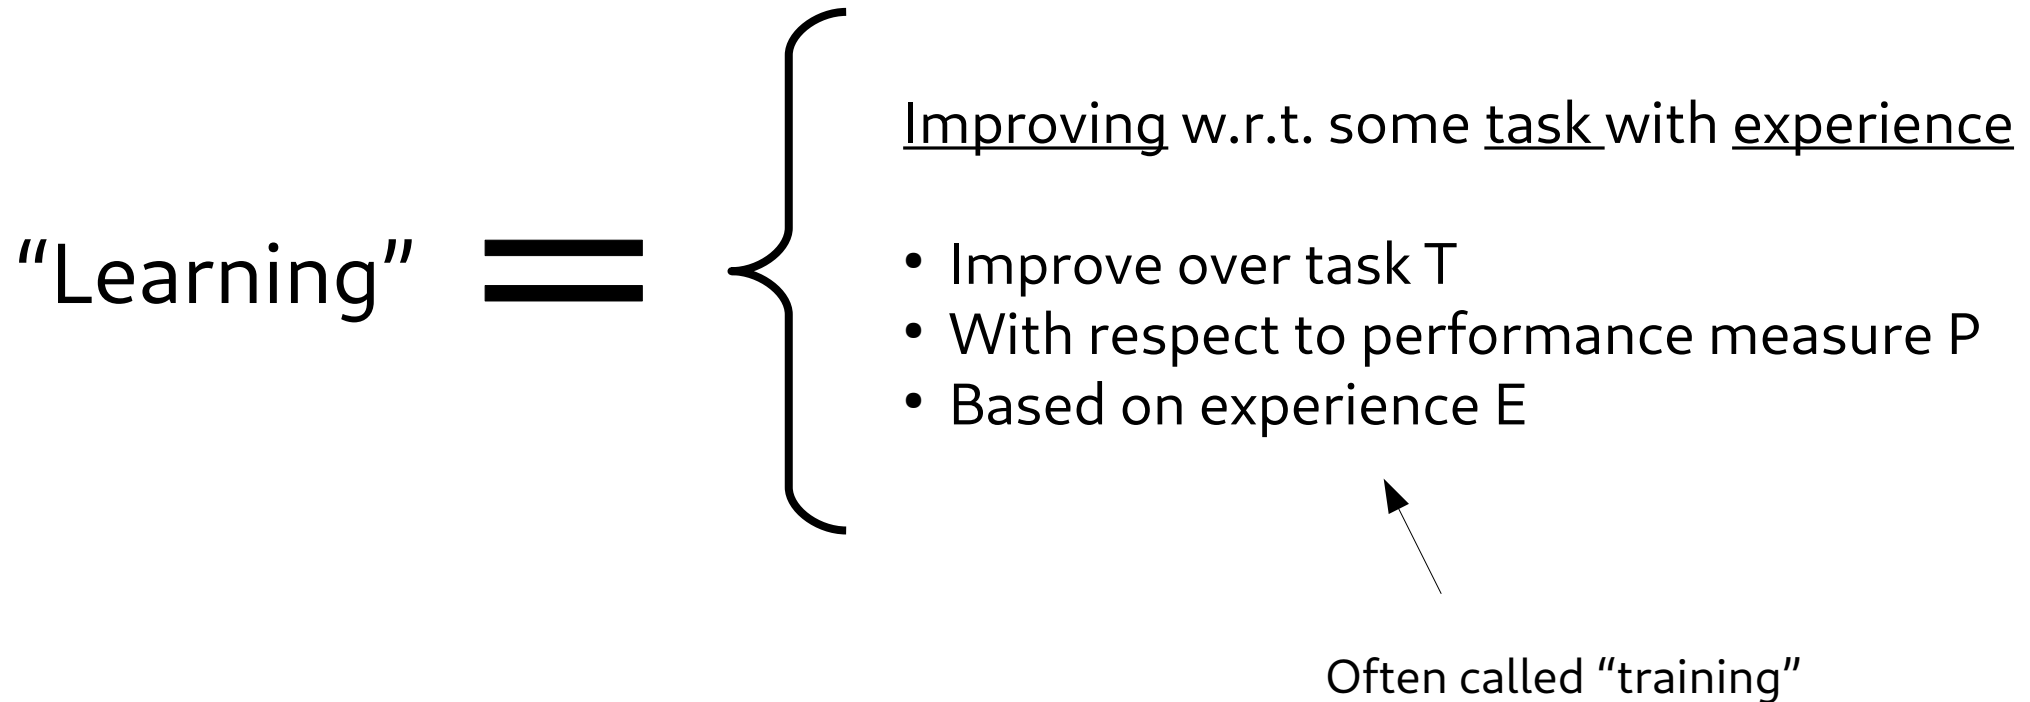 “Learning” =
Improving w.r.t. some task with experience
• Improve over task T
• With respect to performance measure P
• Based on experience E
Often called “training”